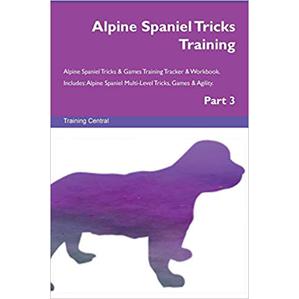 Alpine Spaniel Tricks
Training
Alpine Spaniel Tricks & Games Training Tracker & Workbook.
Includes: Alpine Spaniel Multi-Level Tricks, Games & Agility.
Part 3
Training Central